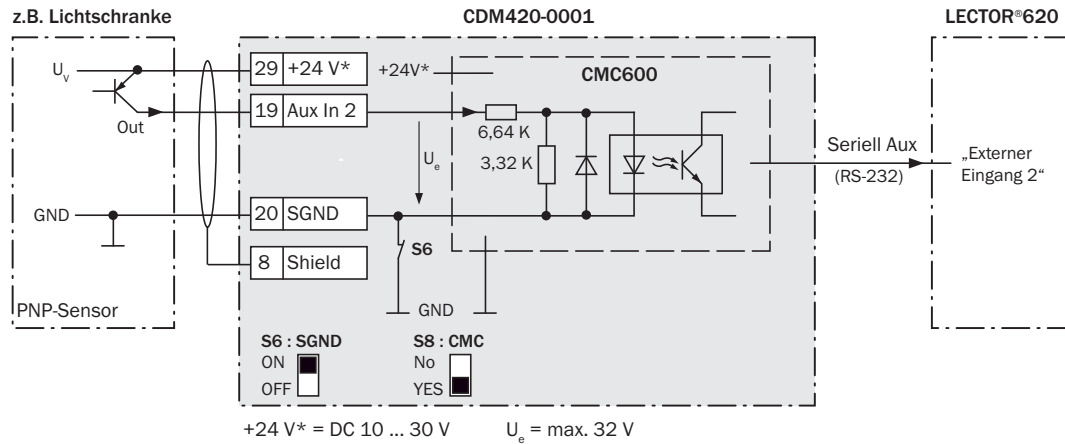 z.B. Lichtschranke
CDM420-0001
LECTOR®620
Uv
29 +24 V*
+24V*
CMC600
19 Aux In 2
Out
6,64 K
3,32 K
Ue
Seriell Aux
(RS-232)
„Externer
Eingang 2“
GND
20 SGND
S6
8 Shield
GND
PNP-Sensor
S6 : SGND
ON
OFF
S8 : CMC
No
YES
+24 V* = DC 10 ... 30 V
Ue = max. 32 V